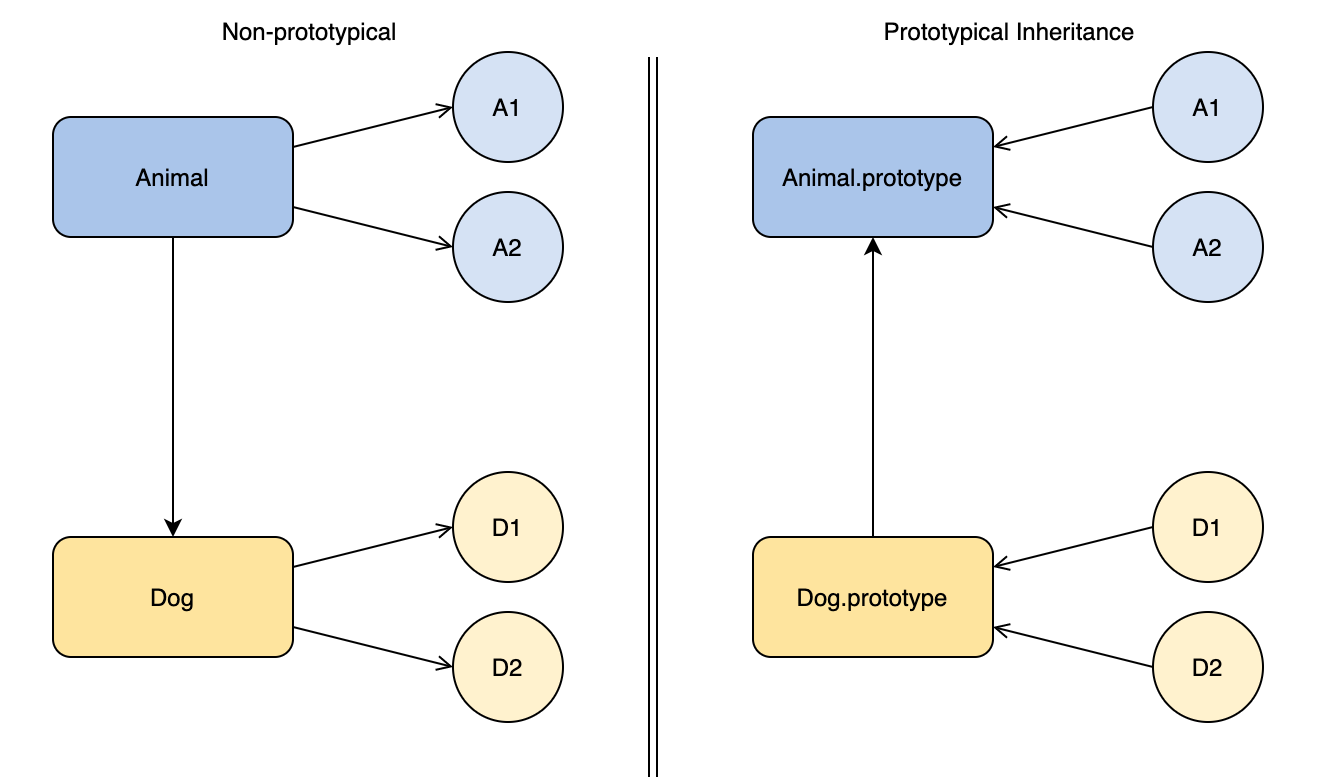 Non-prototypical
Animal
A1
A2
Dog
D1
D2
Prototypical Inheritance
Animal.prototype
A1
A2
Dog.prototype
D1
D2